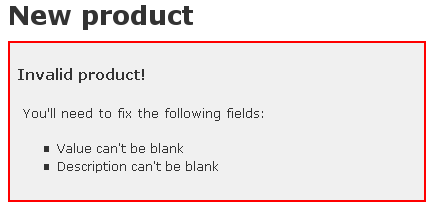 New product
Invalid product!
You'll need to fix the following fields:
Value can't be blank
Description can't be blank